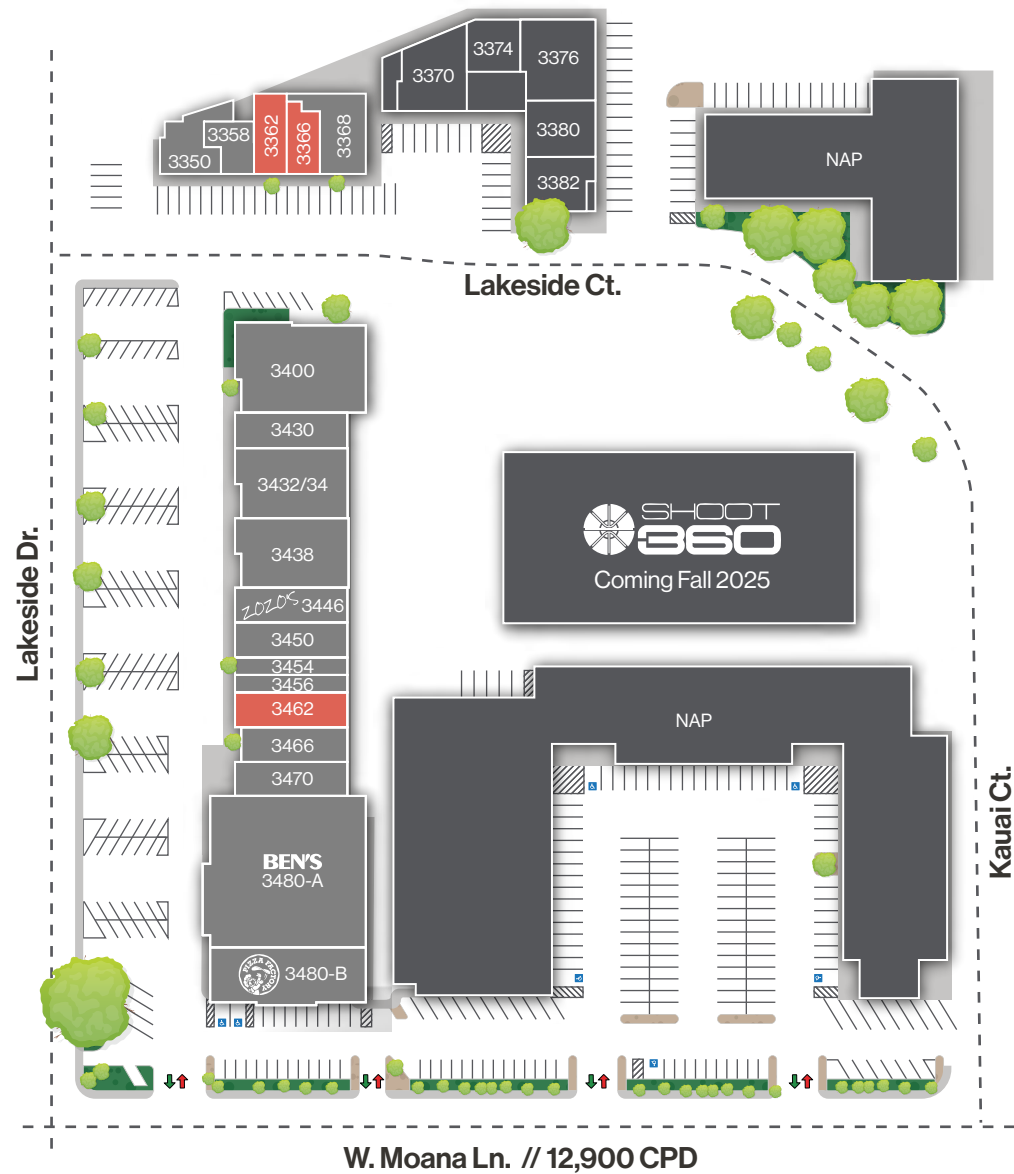 3374
3376
3370
3380
3382
3358
3350
3362
3366
3368
NAP
Lakeside Ct.
Lakeside Dr.
3400
3430
3432/34
3438
ZOZO'S 3446
3450
3454
3456
3462
3466
3470
BEN'S
3480-A
PIZZA FACTORY
3480-B
SHOOT
360
Coming Fall 2025
NAP
Kauai Ct.
W. Moana Ln. // 12,900 CPD